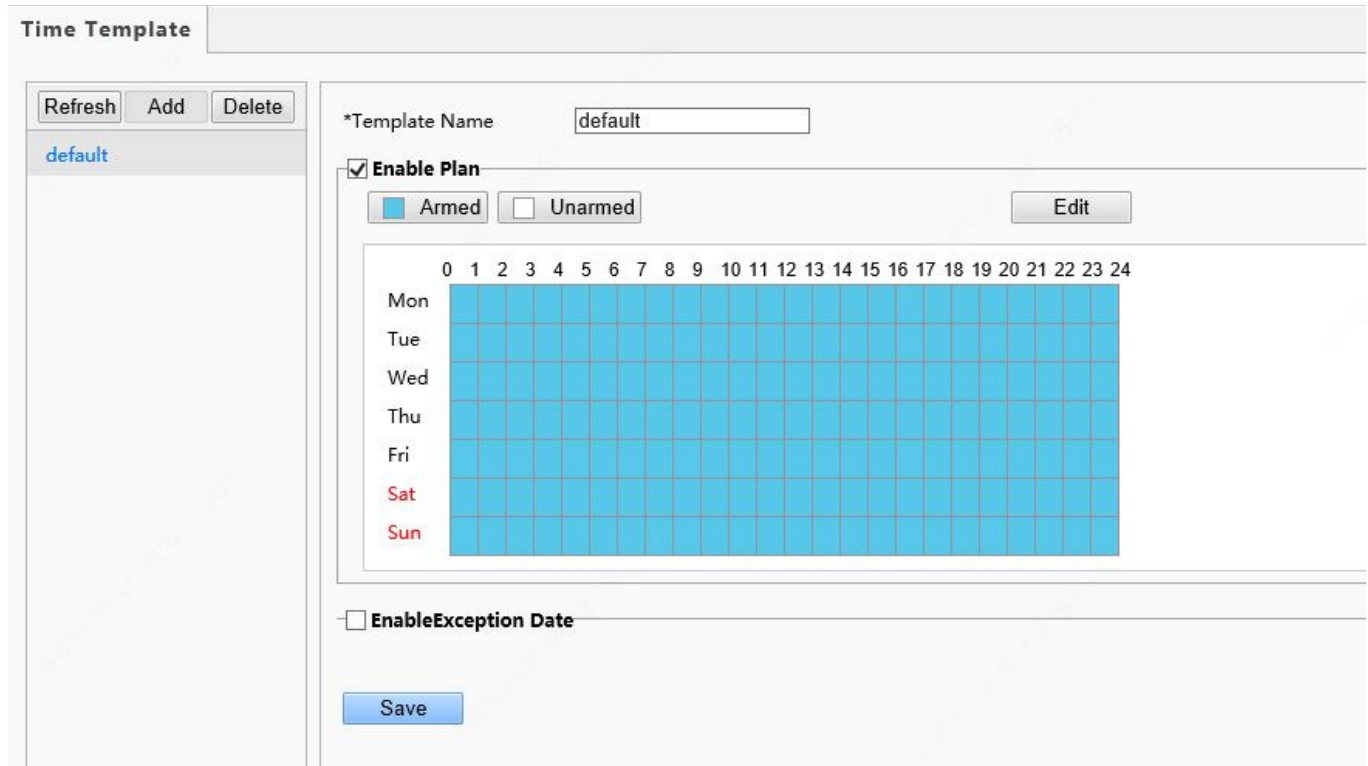 Time Template
Refresh Add Delete
default
*Template Name default
Enable Plan
Armed Unarmed Edit
0 1 2 3 4 5 6 7 8 9 10 11 12 13 14 15 16 17 18 19 20 21 22 23 24
Mon
Tue
Wed
Thu
Fri
Sat
Sun
EnableException Date
Save